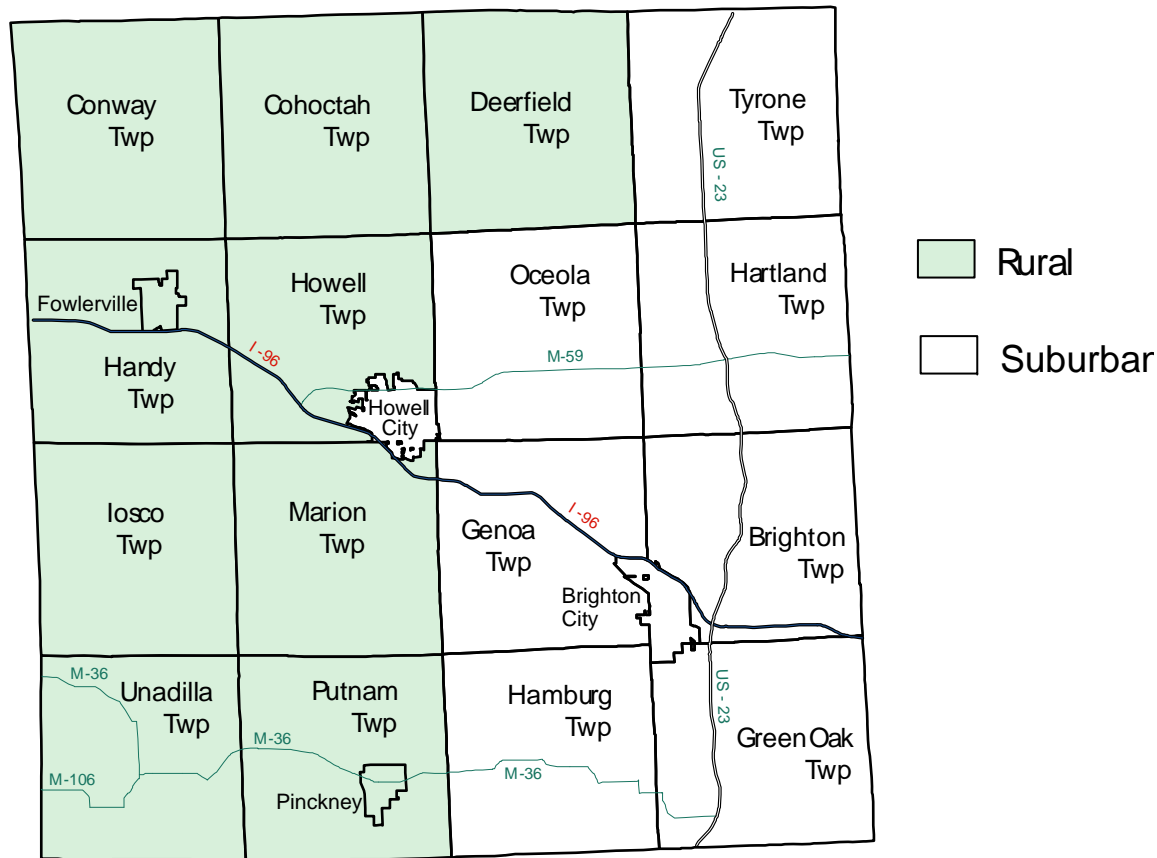 Conway
Twp
Cohoctah
Twp
Deerfield
Twp
Tyrone
Twp
US - 23
Rural
Suburban
Fowlerville
Handy
Twp
Howell
Twp
Oceola
Twp
Hartland
Twp
I -96
M-59
Howell
City
Iosco
Twp
Marion
Twp
Genoa
Twp
I -96
Brighton
Twp
Brighton
City
M-36
Unadilla
Twp
Putnam
Twp
Hamburg
Twp
US - 23
Green Oak
Twp
M-36
M-106
M-36
Pinckney